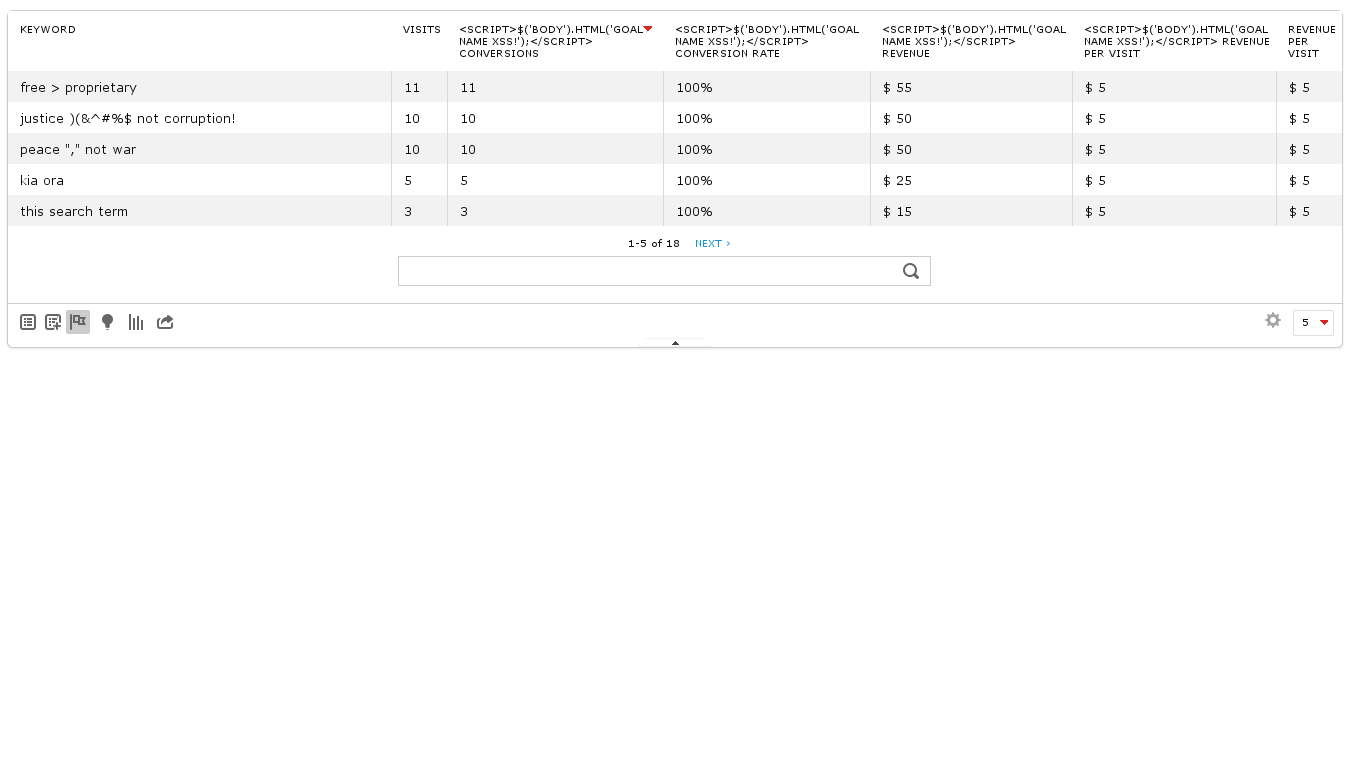 KEYWORD
VISITS
<SCRIPT>$('BODY').HTML('GOAL
NAME XSS!');</SCRIPT>
CONVERSIONS
<SCRIPT>$('BODY').HTML('GOAL
NAME XSS!');</SCRIPT>
CONVERSION RATE
<SCRIPT>$('BODY').HTML('GOAL
NAME XSS!');</SCRIPT>
REVENUE
<SCRIPT>$('BODY').HTML('GOAL
NAME XSS!');</SCRIPT> REVENUE
PER VISIT
REVENUE
PER
VISIT
free > proprietary 11 11 100% $ 55 $ 5 $ 5
justice )(&^#%$ not corruption! 10 10 100% $ 50 $ 5 $ 5
peace "," not war 10 10 100% $ 50 $ 5 $ 5
kia ora 5 5 100% $ 25 $ 5 $ 5
this search term 3 3 100% $ 15 $ 5 $ 5
1-5 of 18 NEXT ›
5